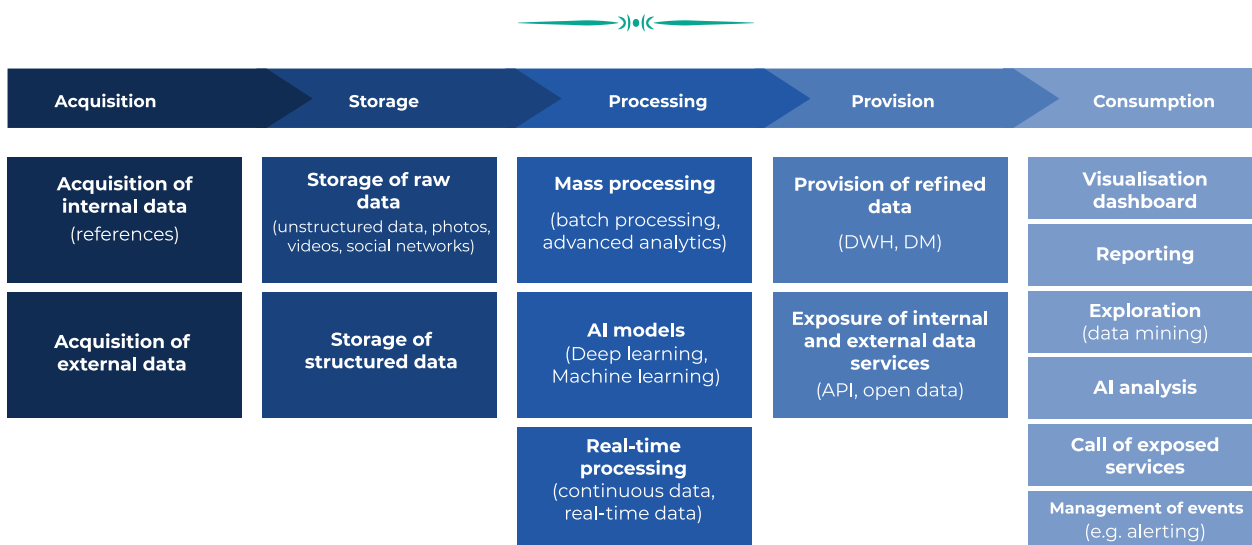 Acquisition
Storage
Processing
Provision
Consumption
Acquisition of
internal data
(references)
Acquisition of
external data
Storage of raw
data
(unstructured data, photos,
videos, social networks)
Storage of
structured data
Mass processing
(batch processing,
advanced analytics)
AI models
(Deep learning,
Machine learning)
Real-time
processing
(continuous data,
real-time data)
Provision of refined
data
(DWH, DM)
Exposure of internal
and external data
services
(API, open data)
Visualisation
dashboard
Reporting
Exploration
(data mining)
AI analysis
Call of exposed
services
Management of events
(e.g. alerting)